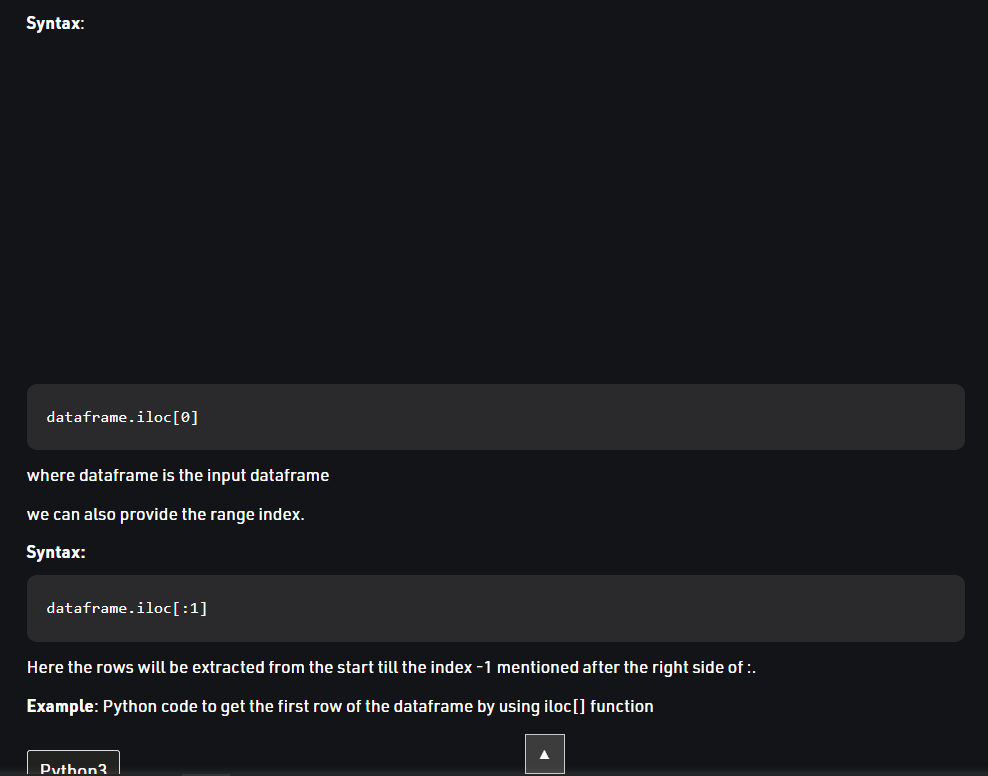 Syntax:
dataframe.iloc[0]
where dataframe is the input dataframe
we can also provide the range index.
Syntax:
dataframe.iloc[:1]
Here the rows will be extracted from the start till the index -1 mentioned after the right side of :.
Example: Python code to get the first row of the dataframe by using iloc[] function
Python3